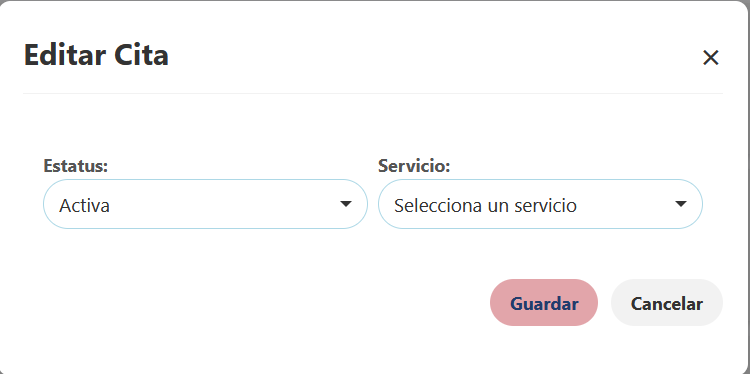 Editar Cita
×
Estatus: Servicio:
Activa Selecciona un servicio
Guardar Cancelar